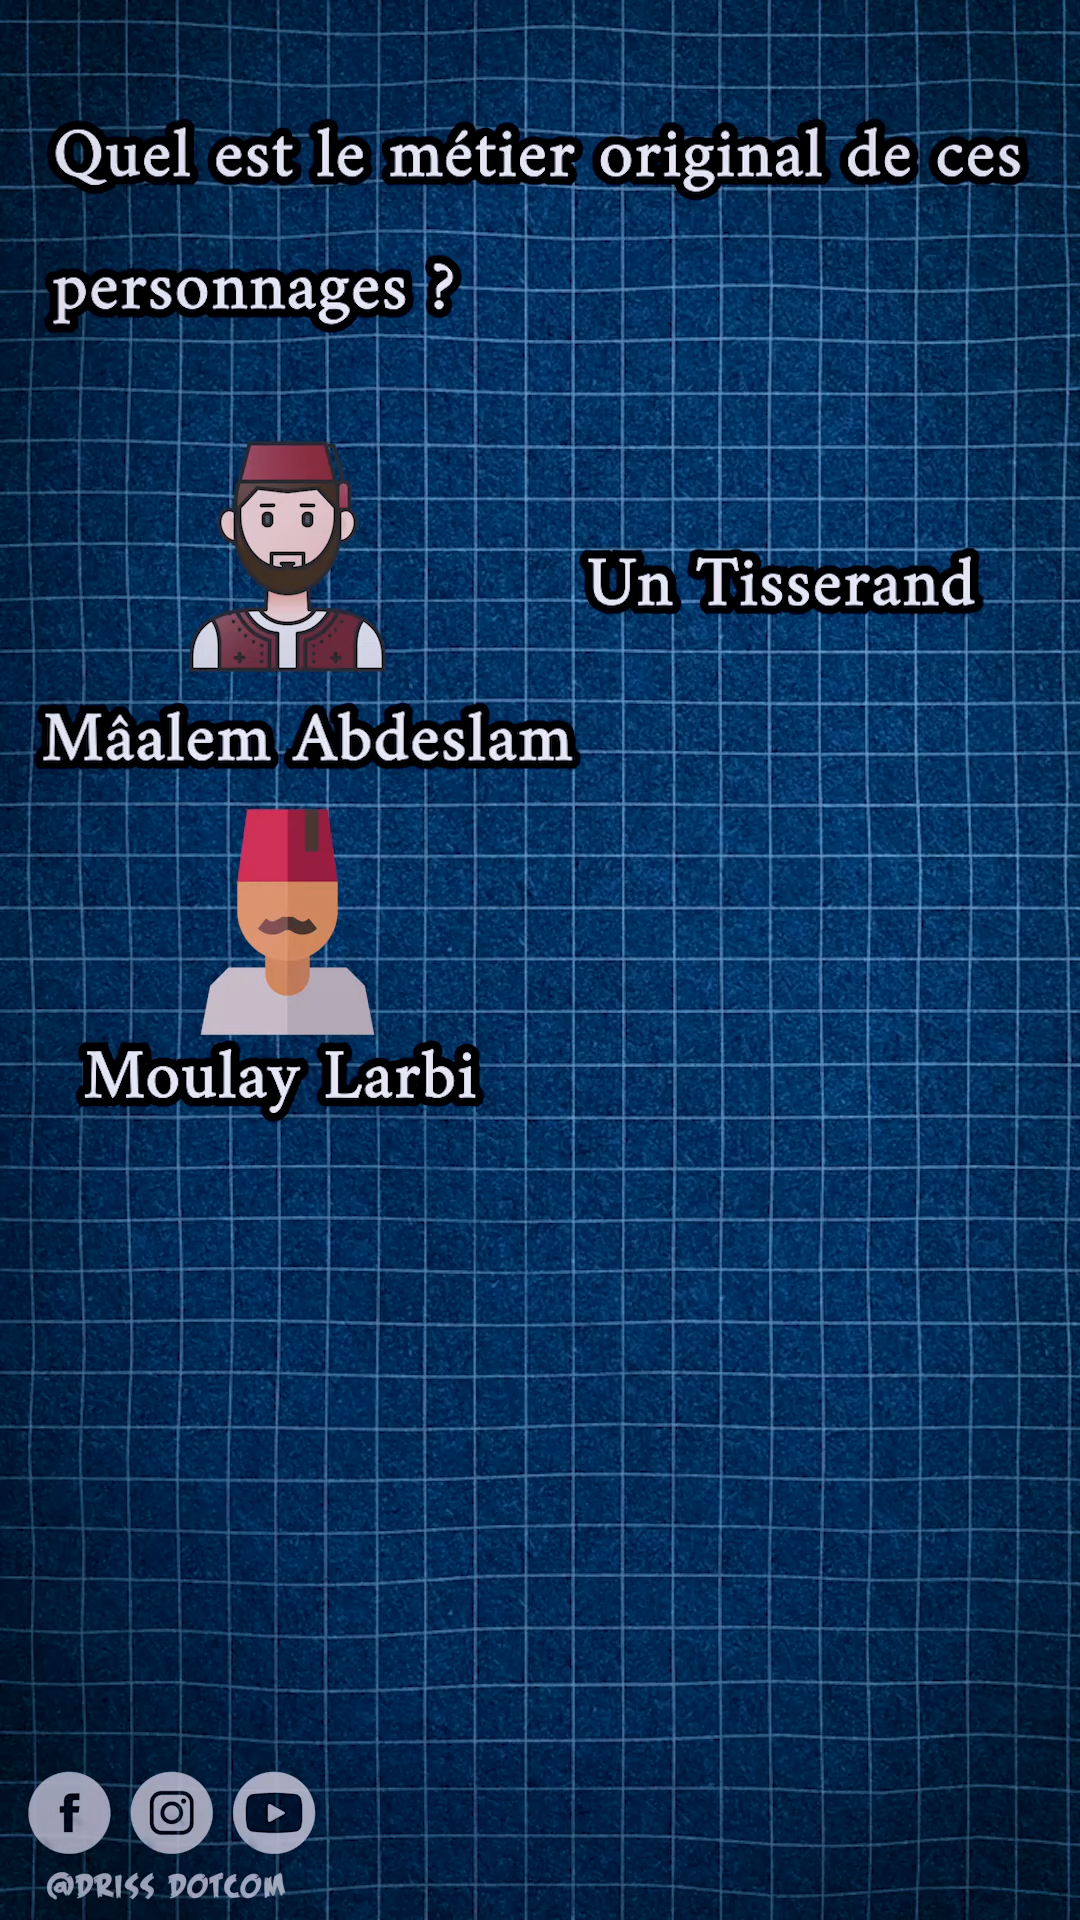 Quel est le métier original de ces
personnages ?
Un Tisserand
Mâalem Abdeslam
Moulay Larbi
@DRISS DOTCOM